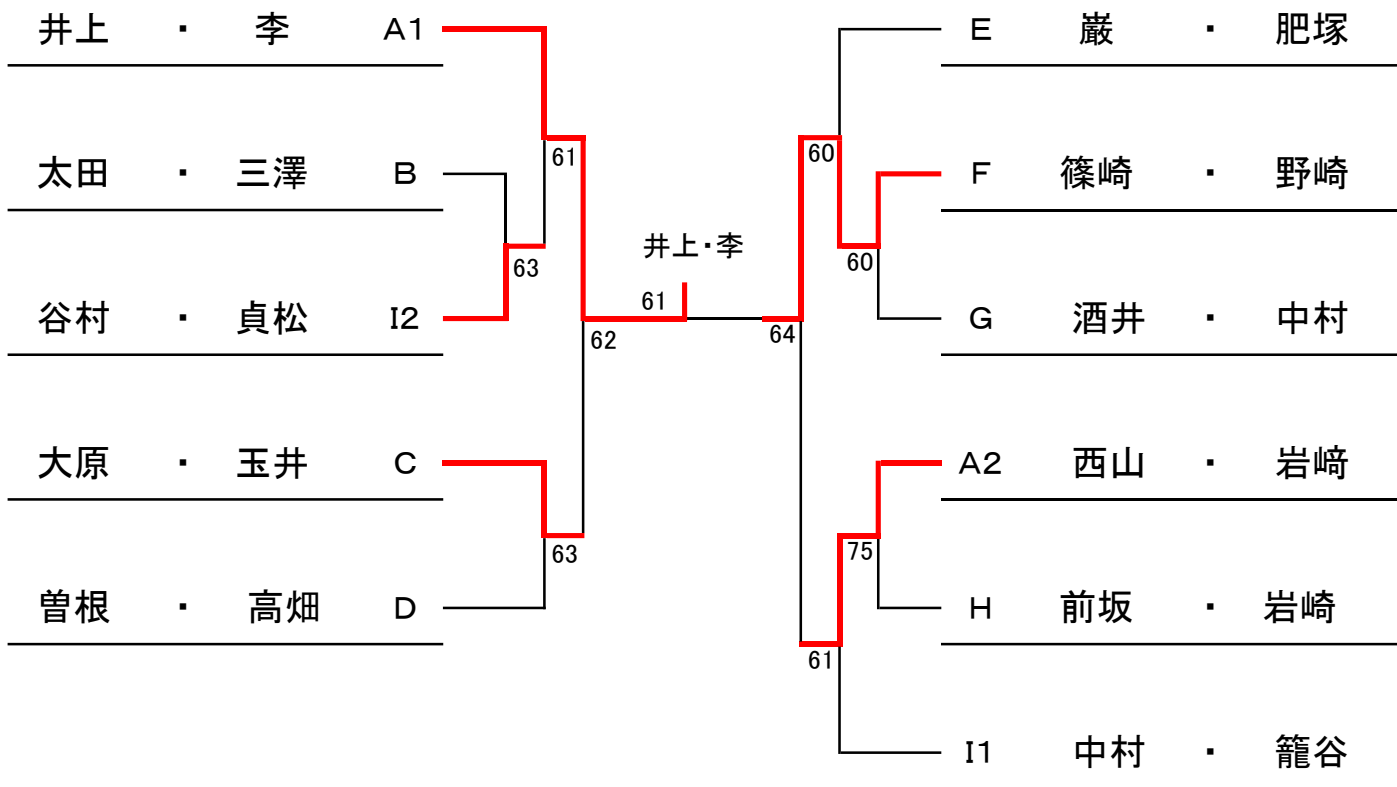 井上 ・ 李 A1
E 巌 ・ 肥塚
61
60
太田 ・ 三澤 B
F 篠崎 ・ 野崎
井上・李
63
60
61
谷村 ・ 貞松 I2
G 酒井 ・ 中村
62
64
大原 ・ 玉井 C
A2 西山 ・ 岩﨑
63
75
曽根 ・ 高畑 D
H 前坂 ・ 岩崎
61
I1 中村 ・ 籠谷